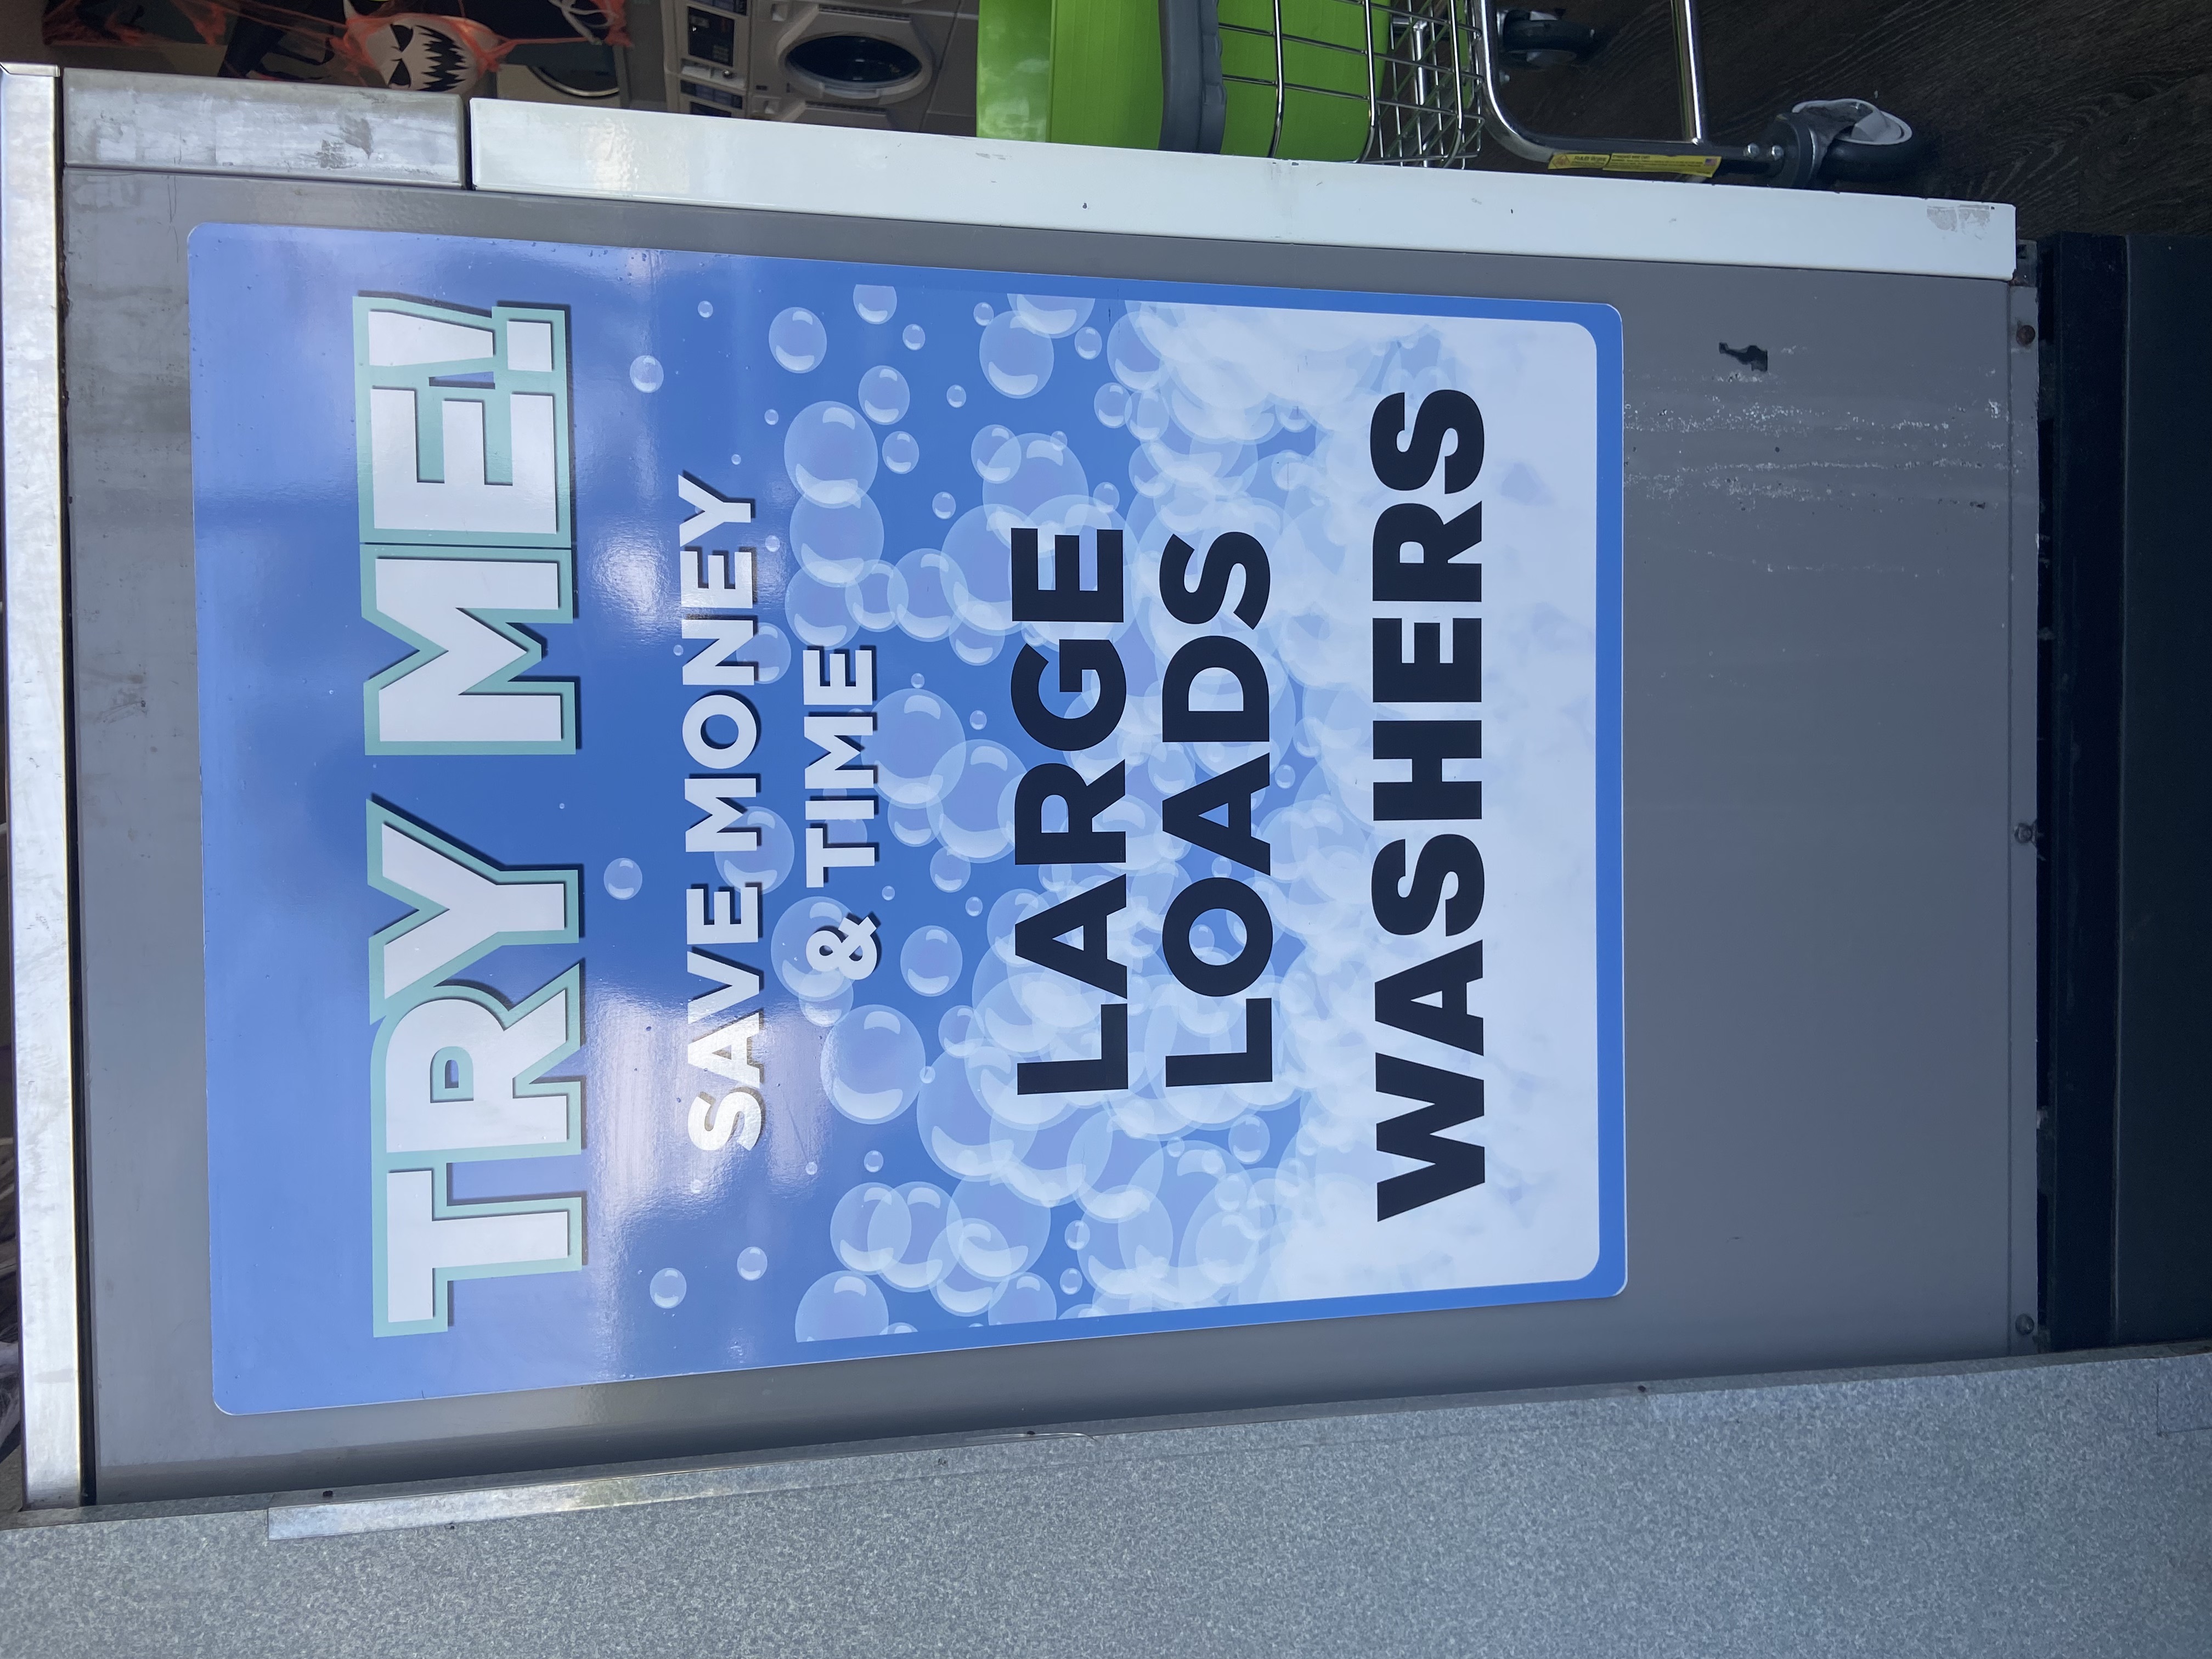 TRY ME!
SAVE MONEY
& TIME
LARGE
LOADS
WASHERS